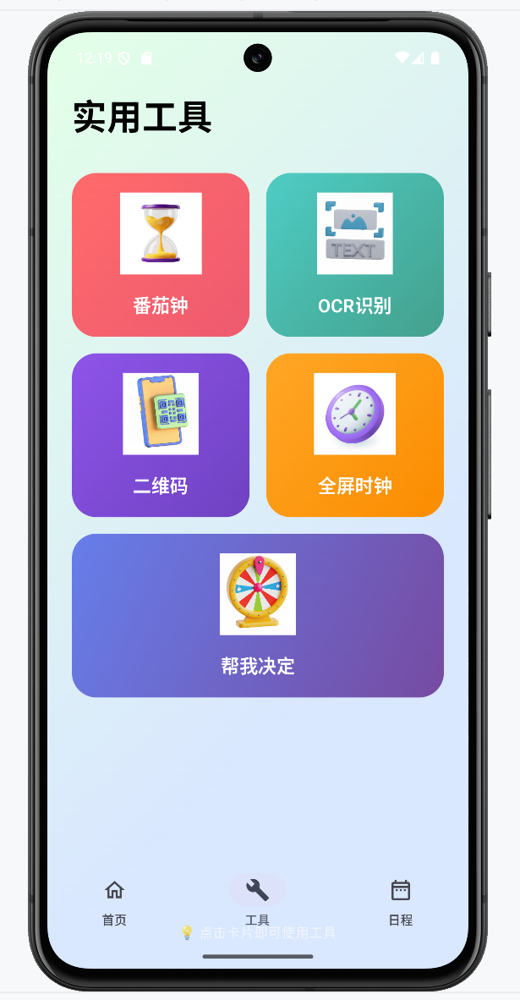 12:19
实用工具
TEXT
番茄钟
OCR识别
二维码
全屏时钟
帮我决定
首页
工具
日程
💡 点击卡片即可使用工具